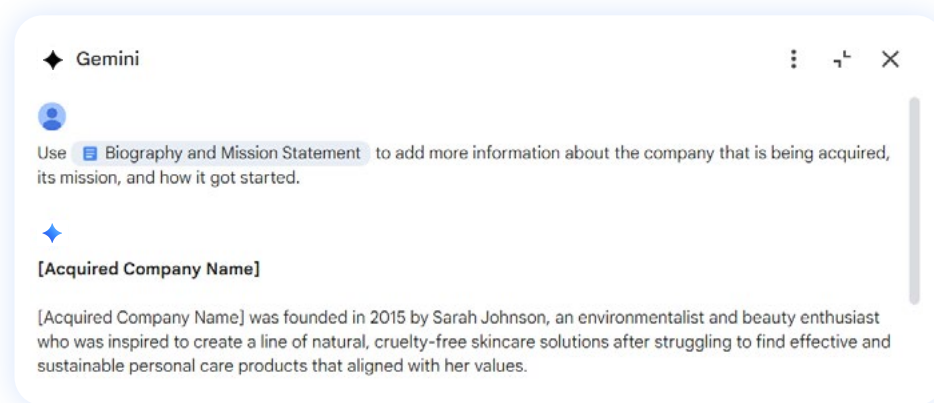 Gemini
Use Biography and Mission Statement to add more information about the company that is being acquired,
its mission, and how it got started.
[Acquired Company Name]
[Acquired Company Name] was founded in 2015 by Sarah Johnson, an environmentalist and beauty enthusiast
who was inspired to create a line of natural, cruelty-free skincare solutions after struggling to find effective and
sustainable personal care products that aligned with her values.